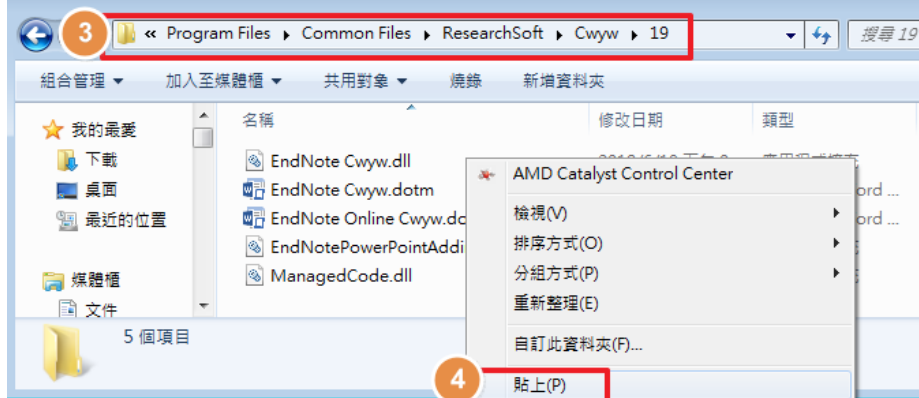 3 « Program Files ▸ Common Files ▸ ResearchSoft ▸ Cwyw ▸ 19 搜尋 19
組合管理 ▼ 加入至媒體櫃 ▼ 共用對象 ▼ 燒錄 新增資料夾
名稱 修改日期 類型
我的最愛
下載
桌面
最近的位置
媒體櫃
文件
EndNote Cwyw.dll
EndNote Cwyw.dotm
EndNote Online Cwyw.do
EndNotePowerPointAddi
ManagedCode.dll
ord ...
ord ...
AMD Catalyst Control Center
檢視(V)
排序方式(O)
分組方式(P)
重新整理(E)
自訂此資料夾(F)...
4 貼上(P)
5 個項目